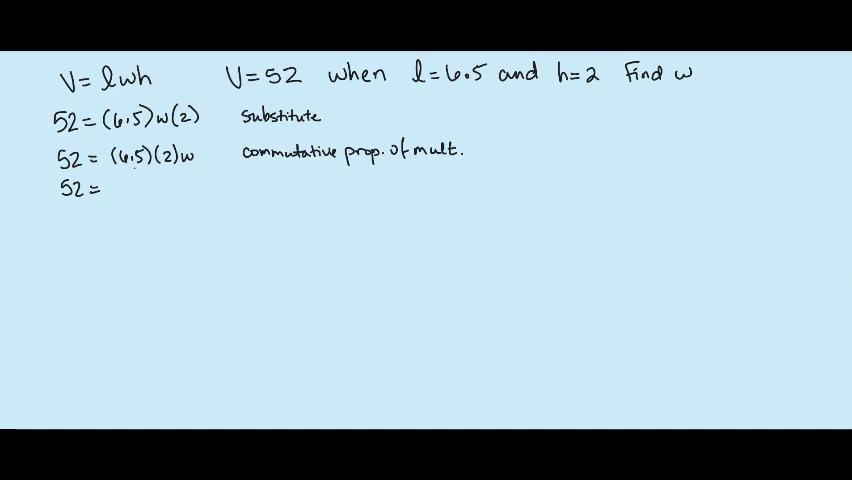 V = lwh V = 52 when l = 6.5 and h = 2 Find w
52 = (6.5)w(2) substitute
52 = (6.5)(2)w commutative prop. of mult.
52 =